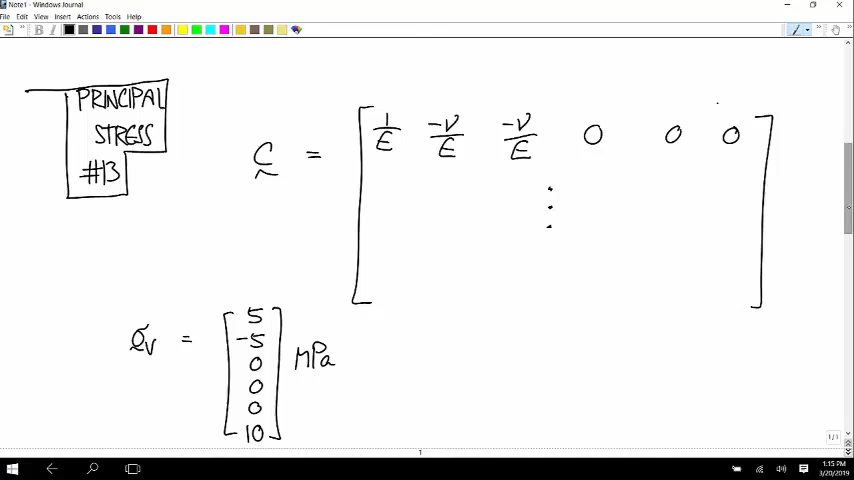 Note1 - Windows Journal
File Edit View Insert Actions Tools Help
B I
PRINCIPAL
STRESS
#13
C = [ 1/E -ν/E -ν/E 0 0 0 ]
⋮
σv = [ 5
-5
0
0
0
10 ] MPa
1/1
1
1:15 PM
3/20/2019